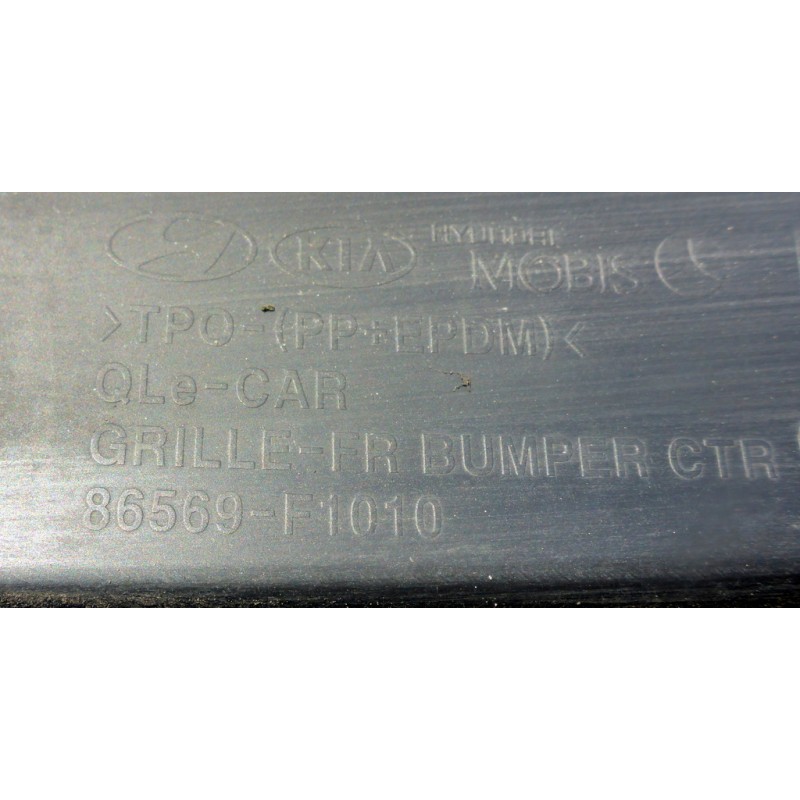 KIA HYUNDAI MOBIS
>TPO-(PP+EPDM)<
QLe-CAR
GRILLE-FR BUMPER CTR
86569-F1010